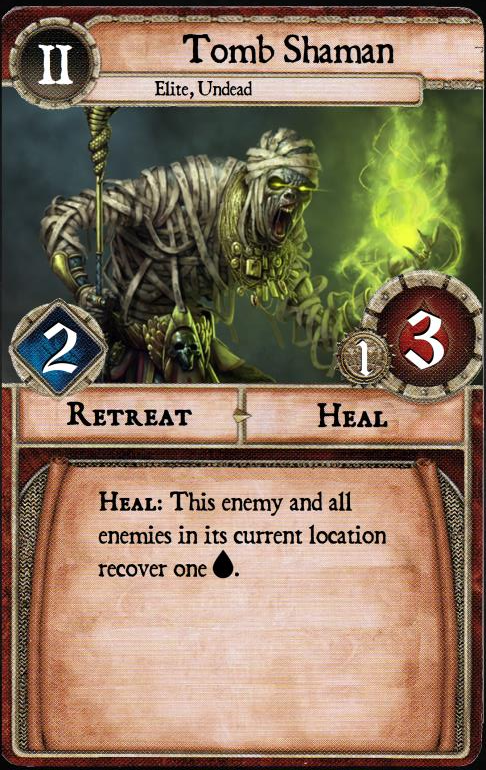 II
Tomb Shaman
Elite, Undead
2
1
3
Retreat
Heal
Heal: This enemy and all
enemies in its current location
recover one .